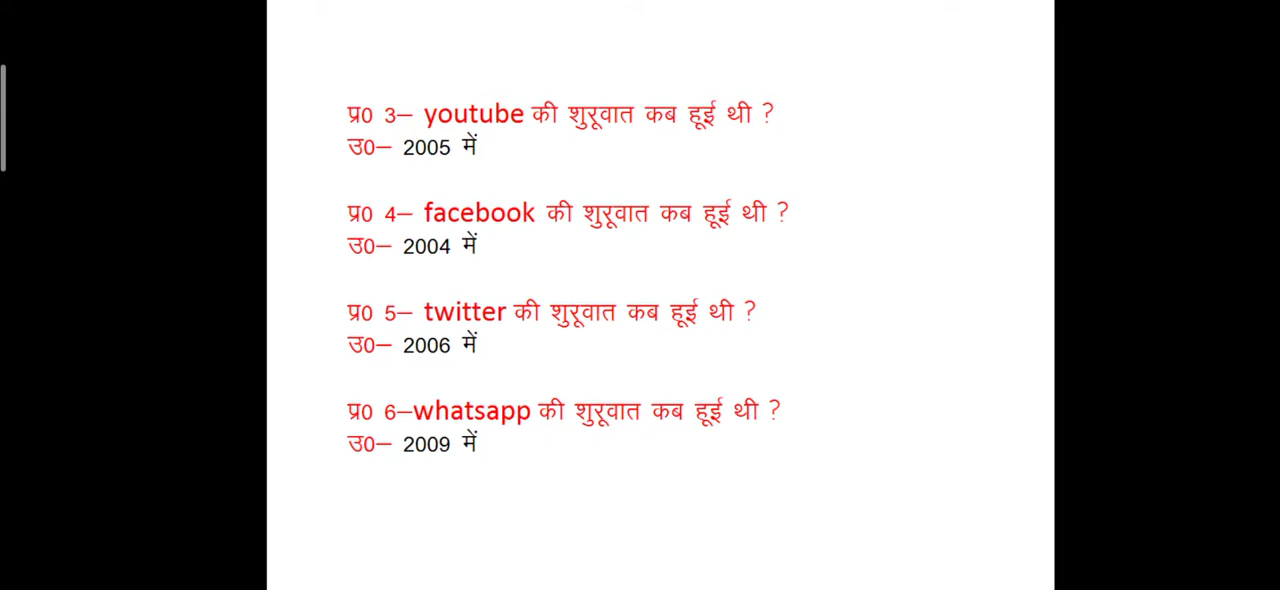 प्र0 3– youtube की शुरूवात कब हूई थी ?
उ0– 2005 में
प्र0 4– facebook की शुरूवात कब हूई थी ?
उ0– 2004 में
प्र0 5– twitter की शुरूवात कब हूई थी ?
उ0– 2006 में
प्र0 6–whatsapp की शुरूवात कब हूई थी ?
उ0– 2009 में